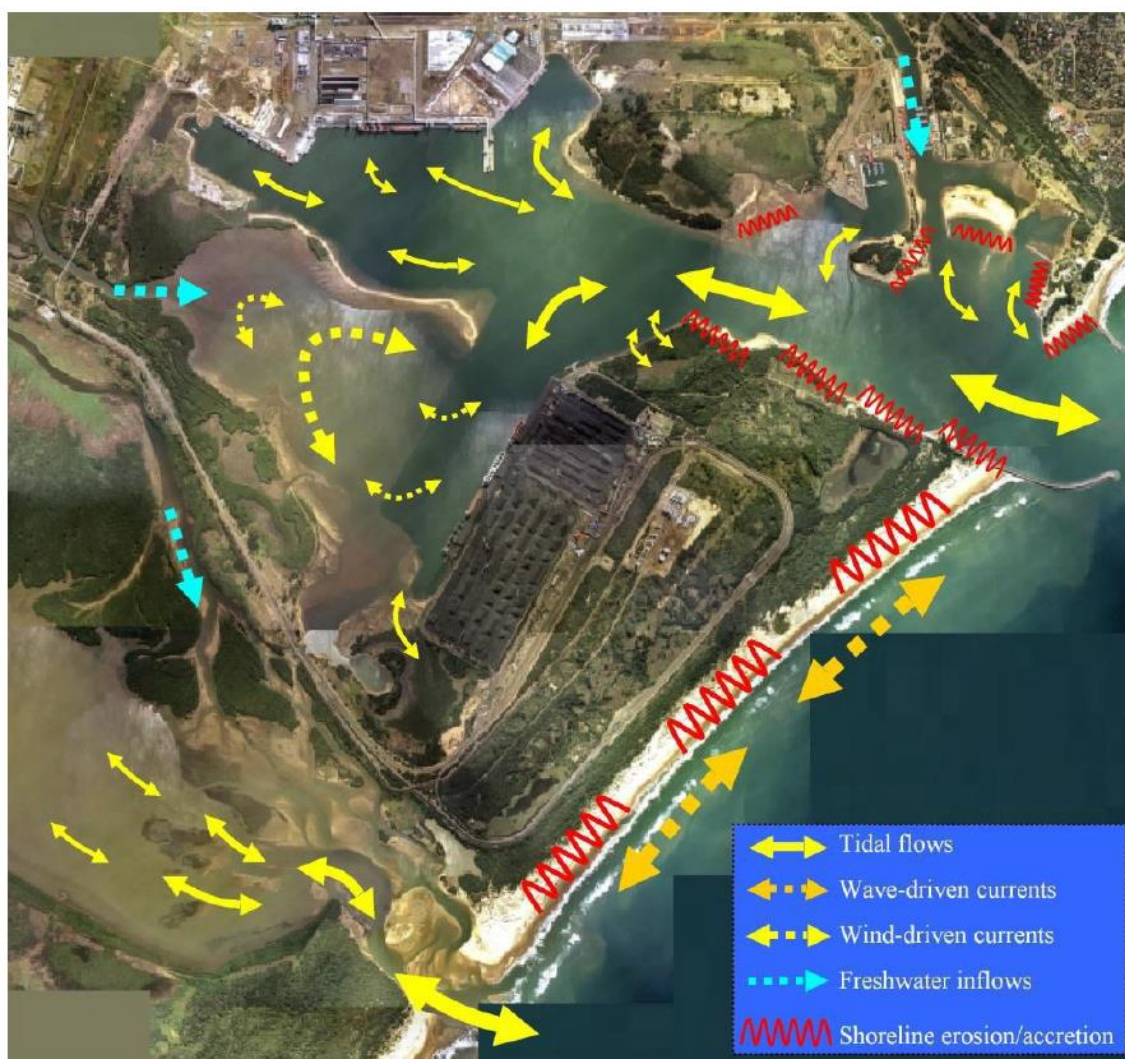 Tidal flows
Wave-driven currents
Wind-driven currents
Freshwater inflows
Shoreline erosion/accretion